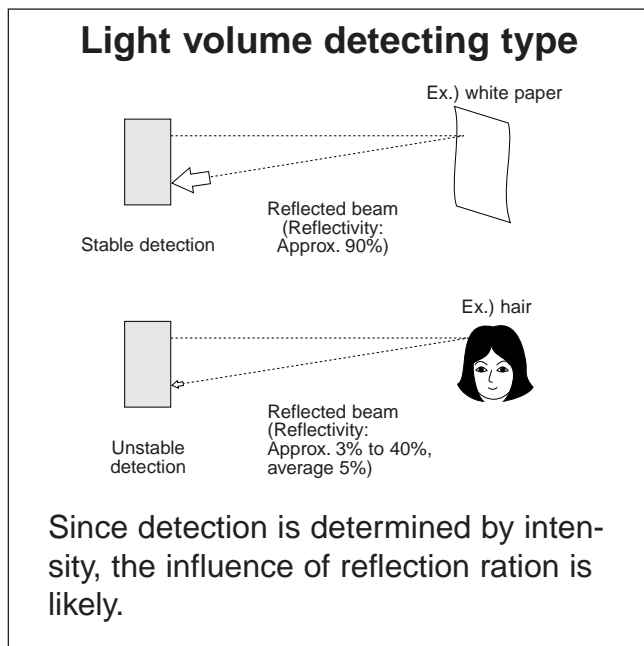 Light volume detecting type
Ex.) white paper
Reflected beam
(Reflectivity:
Approx. 90%)
Stable detection
Ex.) hair
Reflected beam
(Reflectivity:
Approx. 3% to 40%,
average 5%)
Unstable
detection
Since detection is determined by inten-
sity, the influence of reflection ration is
likely.